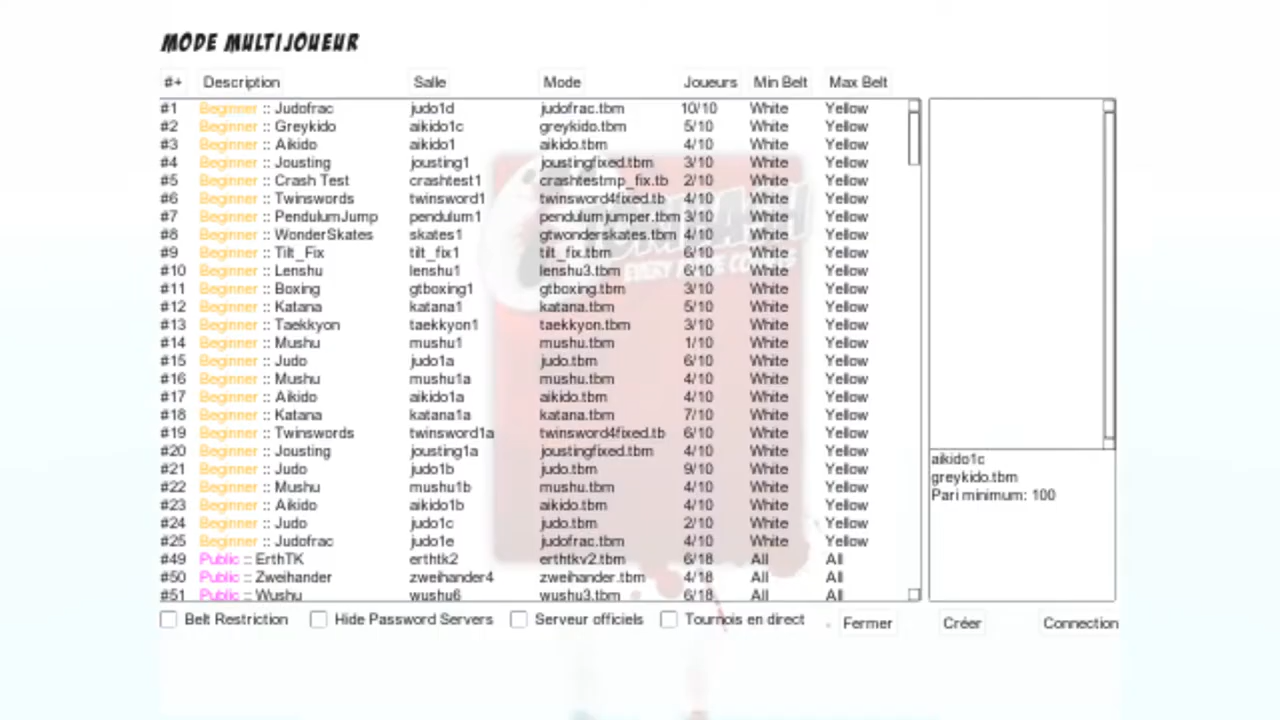 MODE MULTIJOUEUR
#+ Description Salle Mode Joueurs Min Belt Max Belt
#1 Beginner :: Judofrac judo1d judofrac.tbm 10/10 White Yellow
#2 Beginner :: Greykido aikido1c greykido.tbm 5/10 White Yellow
#3 Beginner :: Aikido aikido1 aikido.tbm 4/10 White Yellow
#4 Beginner :: Jousting jousting1 joustingfixed.tbm 3/10 White Yellow
#5 Beginner :: Crash Test crashtest1 crashtestmp_fix.tb 2/10 White Yellow
#6 Beginner :: Twinswords twinsword1 twinsword4fixed.tb 4/10 White Yellow
#7 Beginner :: PendulumJump pendulum1 pendulumjumper.tbm 3/10 White Yellow
#8 Beginner :: WonderSkates skates1 gtwonderskates.tbm 4/10 White Yellow
#9 Beginner :: Tilt_Fix tilt_fix1 tilt_fix.tbm 6/10 White Yellow
#10 Beginner :: Lenshu lenshu1 lenshu3.tbm 6/10 White Yellow
#11 Beginner :: Boxing gtboxing1 gtboxing.tbm 3/10 White Yellow
#12 Beginner :: Katana katana1 katana.tbm 5/10 White Yellow
#13 Beginner :: Taekkyon taekkyon1 taekkyon.tbm 3/10 White Yellow
#14 Beginner :: Mushu mushu1 mushu.tbm 1/10 White Yellow
#15 Beginner :: Judo judo1a judo.tbm 6/10 White Yellow
#16 Beginner :: Mushu mushu1a mushu.tbm 4/10 White Yellow
#17 Beginner :: Aikido aikido1a aikido.tbm 4/10 White Yellow
#18 Beginner :: Katana katana1a katana.tbm 7/10 White Yellow
#19 Beginner :: Twinswords twinsword1a twinsword4fixed.tb 6/10 White Yellow
#20 Beginner :: Jousting jousting1a joustingfixed.tbm 4/10 White Yellow
#21 Beginner :: Judo judo1b judo.tbm 9/10 White Yellow
#22 Beginner :: Mushu mushu1b mushu.tbm 4/10 White Yellow
#23 Beginner :: Aikido aikido1b aikido.tbm 4/10 White Yellow
#24 Beginner :: Judo judo1c judo.tbm 2/10 White Yellow
#25 Beginner :: Judofrac judo1e judofrac.tbm 4/10 White Yellow
#49 Public :: ErthTK erthtk2 erthtkv2.tbm 6/18 All All
#50 Public :: Zweihander zweihander4 zweihander.tbm 4/18 All All
#51 Public :: Wushu wushu6 wushu3.tbm 6/18 All All
aikido1c
greykido.tbm
Pari minimum: 100
Belt Restriction Hide Password Servers Serveur officiels Tournois en direct Fermer Créer Connection